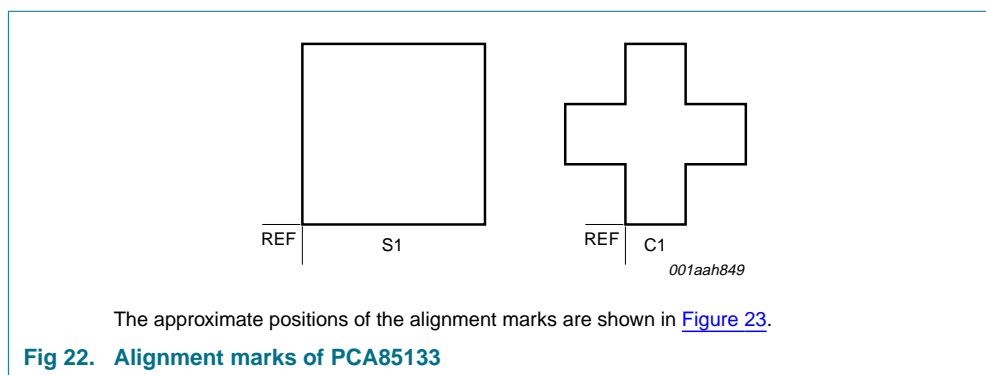 REF
S1
REF
C1
001aah849
The approximate positions of the alignment marks are shown in Figure 23.
Fig 22. Alignment marks of PCA85133